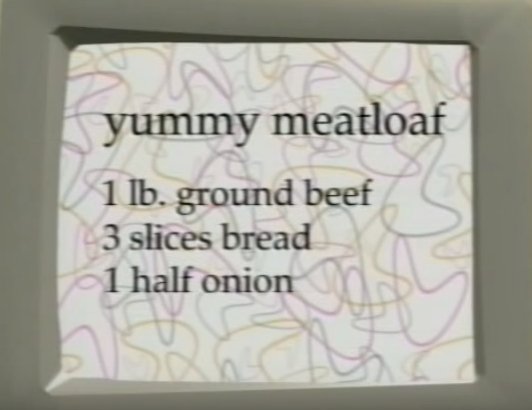 yummy meatloaf
1 lb. ground beef
3 slices bread
1 half onion